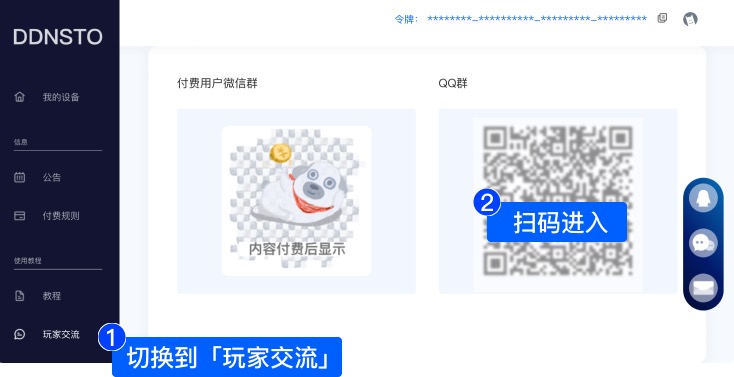 DDNSTO
令牌： ********-**********-*********-*********
我的设备
信息
公告
付费规则
使用教程
教程
玩家交流
付费用户微信群
QQ群
内容付费后显示
2
扫码进入
1
切换到「玩家交流」